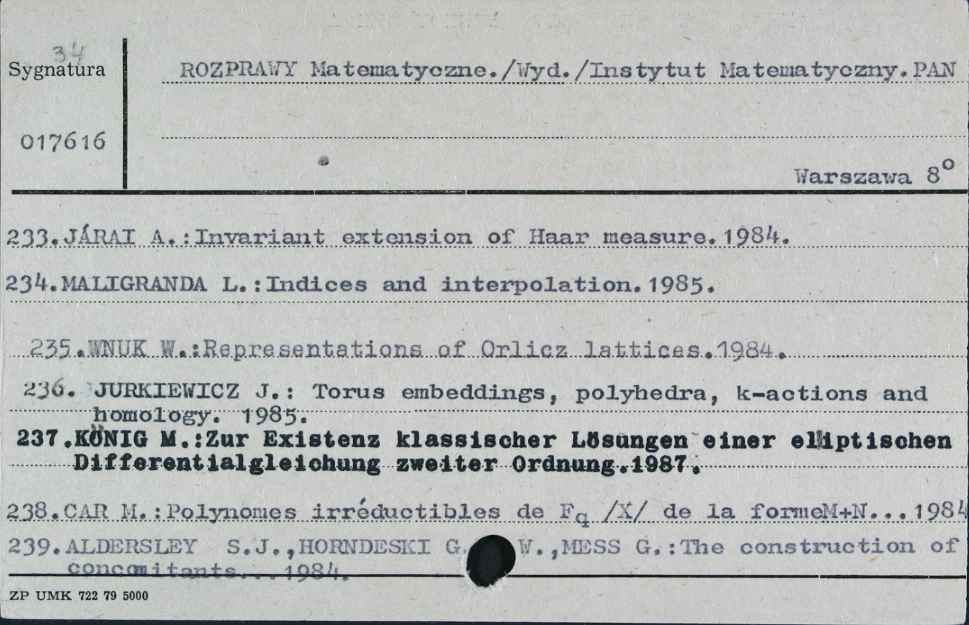 34
Sygnatura
ROZPRAWY Matematyczne./Wyd./Instytut Matematyczny.PAN
017616
Warszawa 8°
233.JÁRAI A.:Invariant extension of Haar measure.1984.
234.MALIGRANDA L.:Indices and interpolation.1985.
235.WNUK W.:Representations of Orlicz lattices.1984.
236. JURKIEWICZ J.: Torus embeddings, polyhedra, k-actions and
homology. 1985.
237.KÖNIG M.:Zur Existenz klassischer Lösungen einer elliptischen
Differentialgleichung zweiter Ordnung.1987.
238.CAR M.:Polynomes irréductibles de Fq /X/ de la formeM+N...1984
239.ALDERSLEY S.J.,HORNDESKI G. W.,MESS G.:The construction of
concomitants...1984.
ZP UMK 722 79 5000